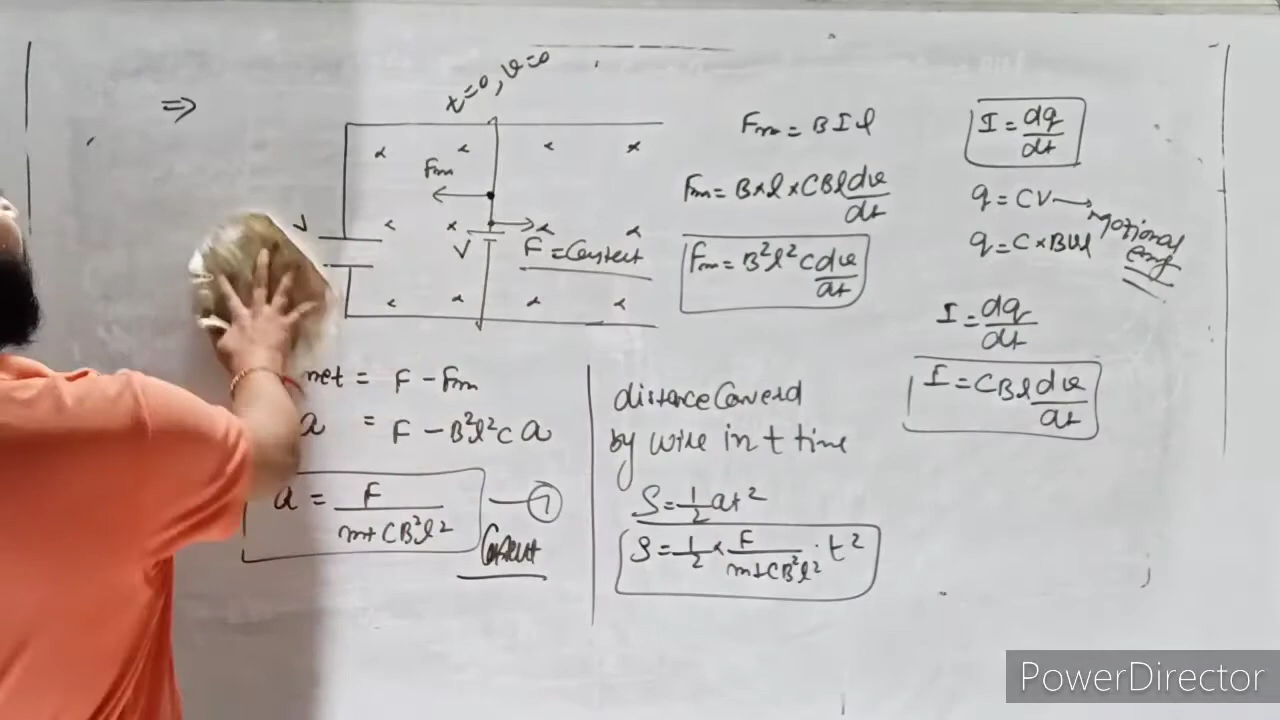 ⇒
t=0, v=0
Fm
V
V
F = Constant
Fm = BIl
Fm = B×l×CBl dv/dt
Fm = B²l²C dv/dt
I = dq/dt
q = CV → motional emf
q = C×Bvl
I = dq/dt
I = CBl dv/dt
net = F - Fm
a = F - B²l²C a
a = F/(m+CB²l²) — 1
Constant
distance Coverd
by wire in t time
S = 1/2 at²
S = 1/2 × F/(m+CB²l²) · t²
PowerDirector